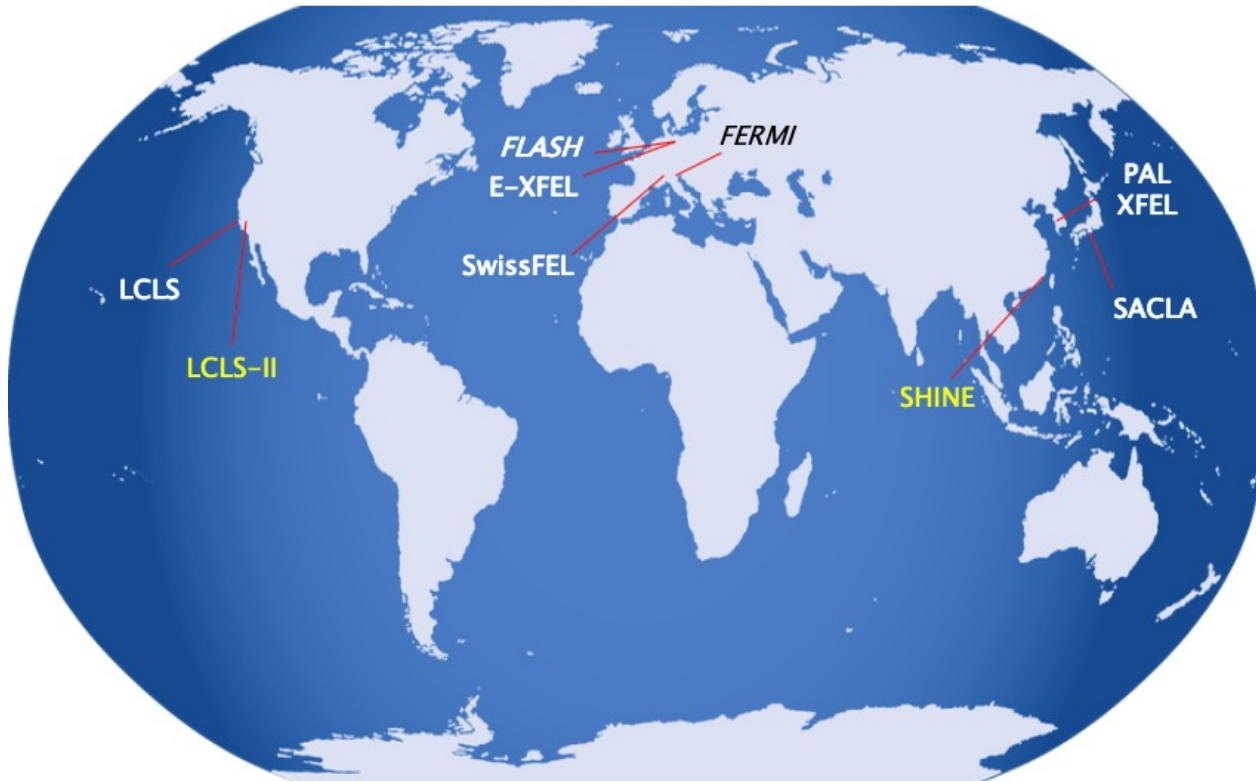 FLASH
FERMI
E-XFEL
PAL
XFEL
SwissFEL
LCLS
SACLA
LCLS-II
SHINE